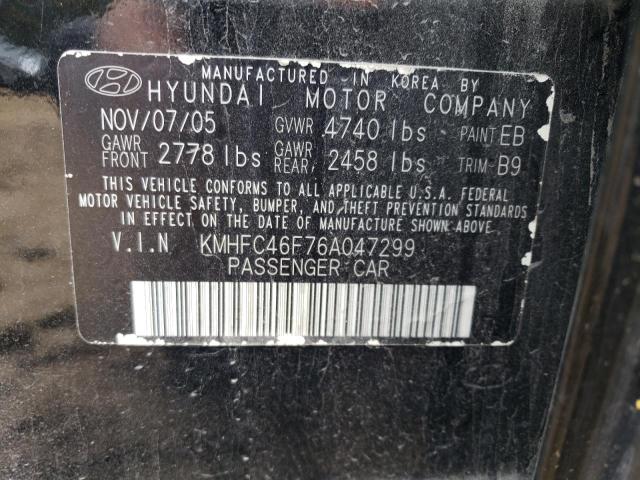 MANUFACTURED IN KOREA BY
HYUNDAI MOTOR COMPANY
NOV/07/05 GVWR 4740 lbs PAINT EB
GAWR FRONT 2778 lbs GAWR REAR, 2458 lbs TRIM-B9
THIS VEHICLE CONFORMS TO ALL APPLICABLE U.S.A. FEDERAL
MOTOR VEHICLE SAFETY, BUMPER, AND THEFT PREVENTION STANDARDS
IN EFFECT ON THE DATE OF MANUFACTURE SHOWN ABOVE.
V.I.N KMHFC46F76A047299
PASSENGER CAR